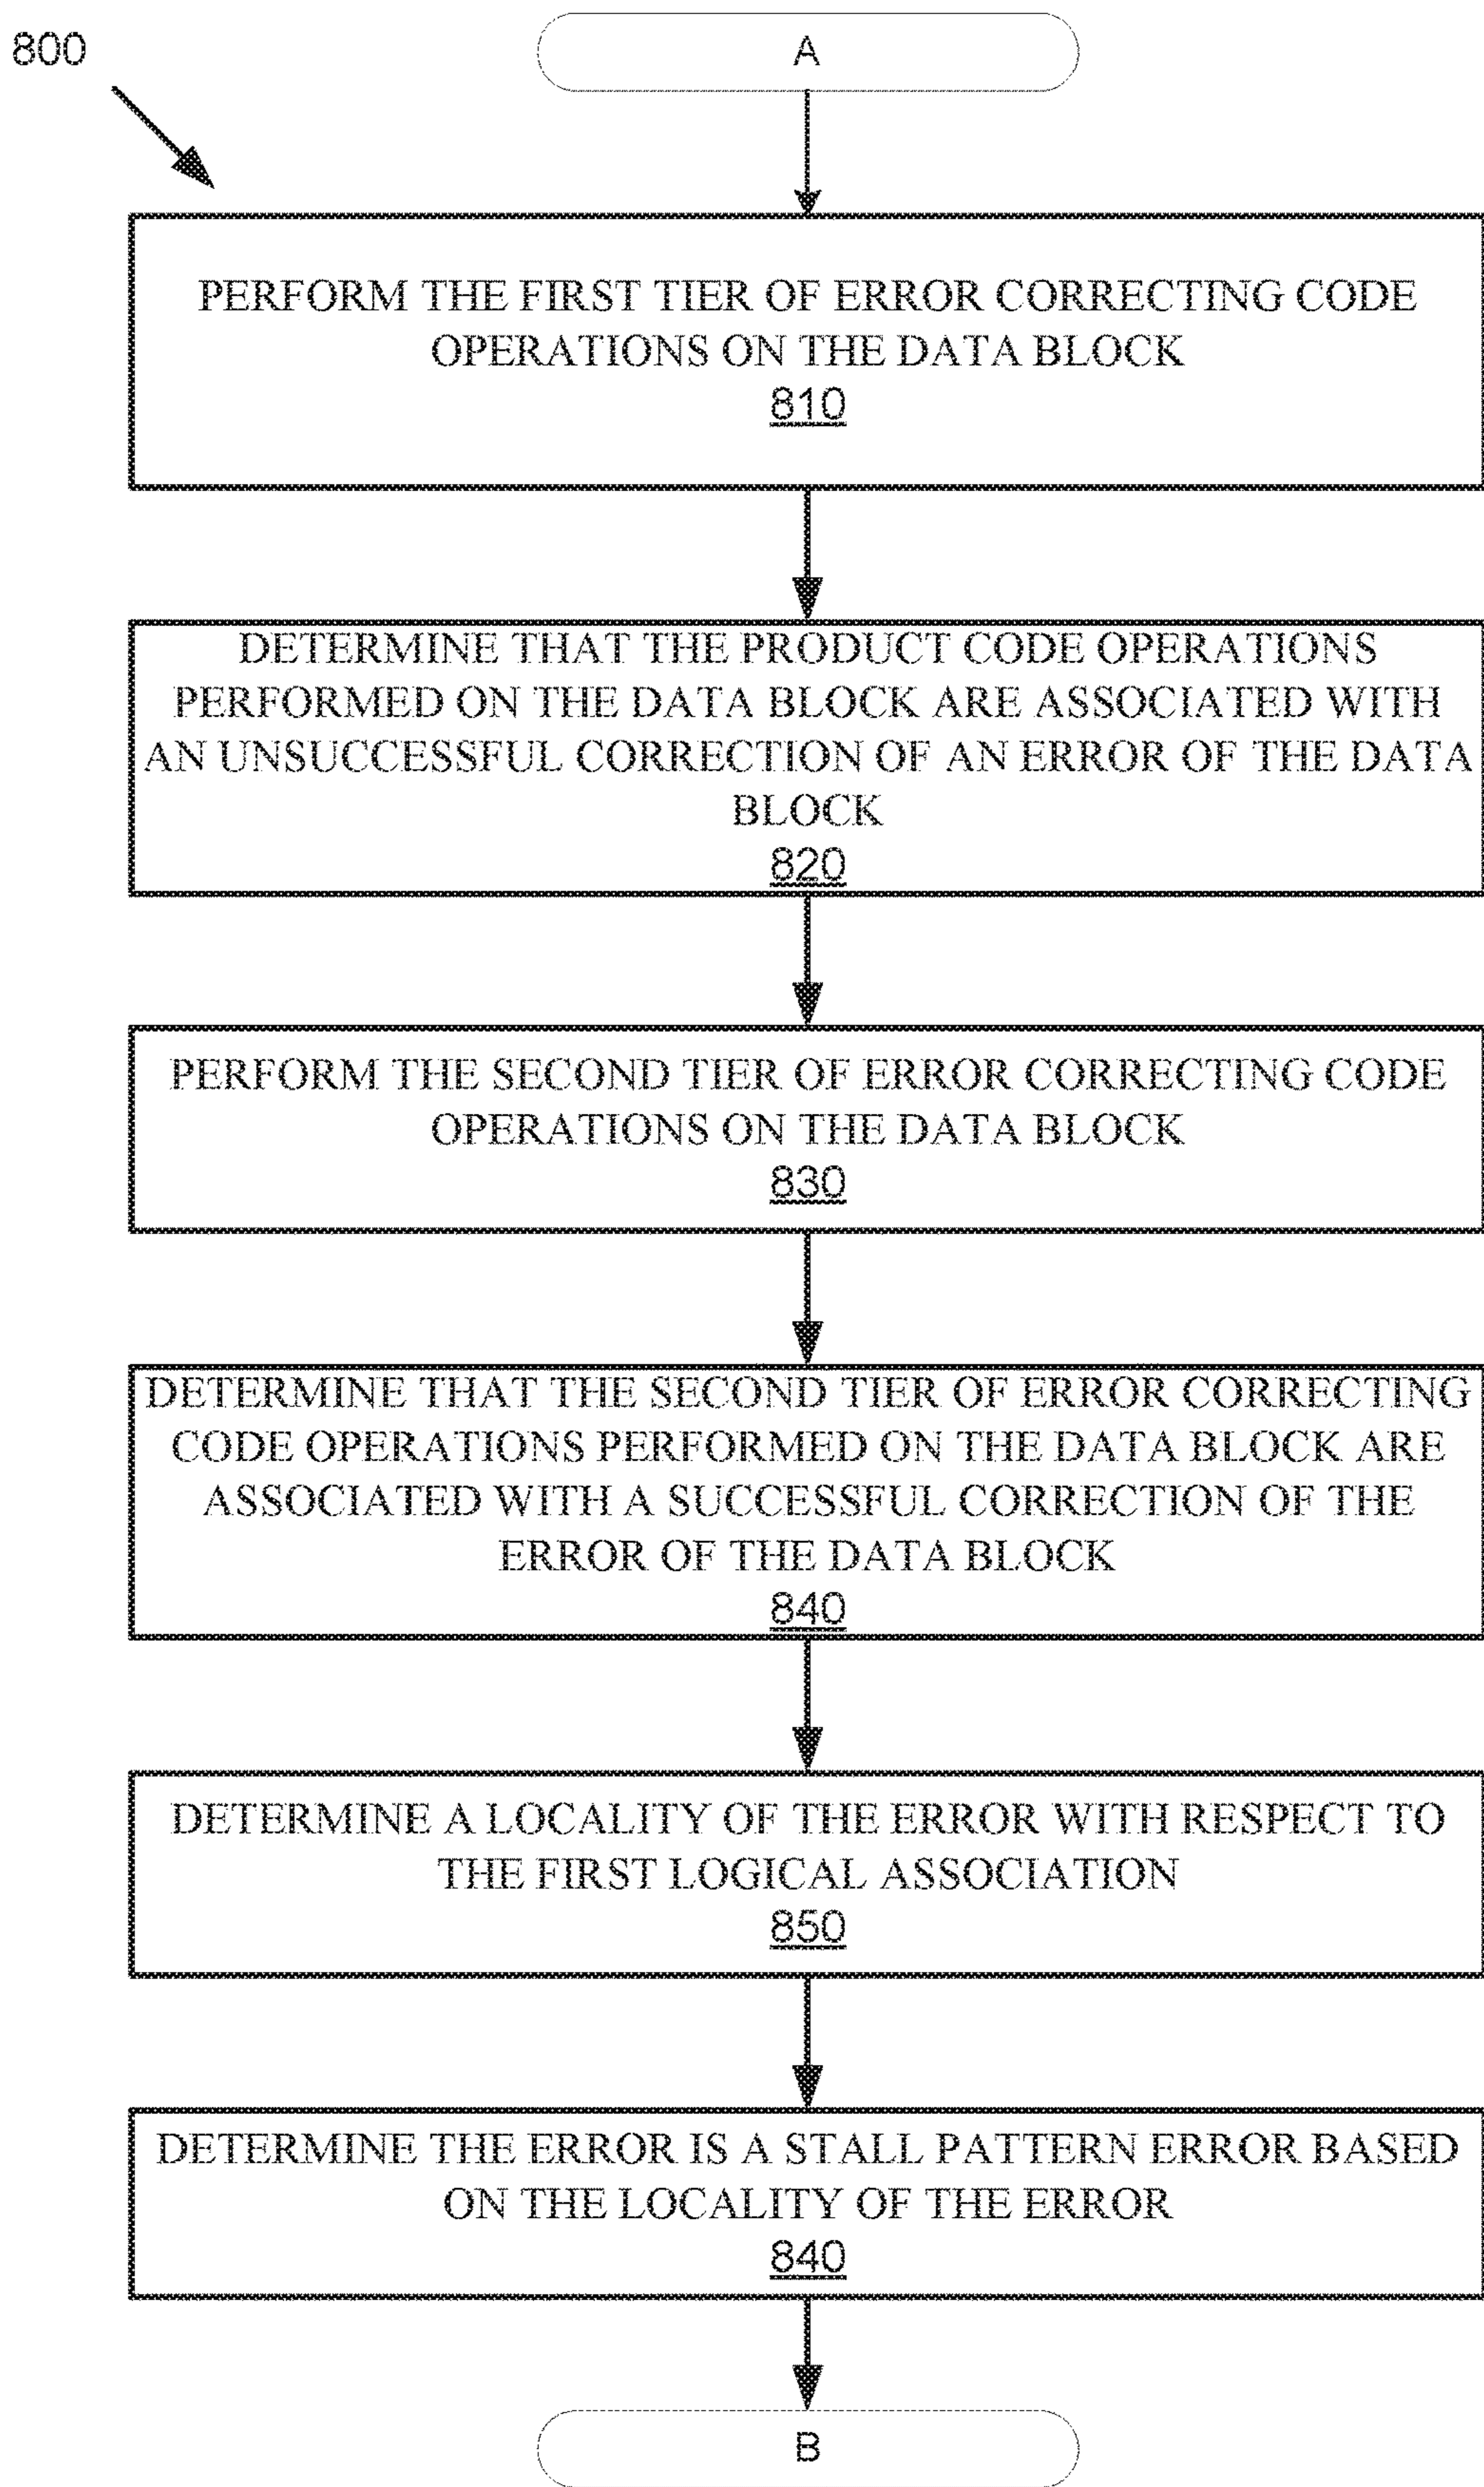 800
A
PERFORM THE FIRST TIER OF ERROR CORRECTING CODE
OPERATIONS ON THE DATA BLOCK
810
DETERMINE THAT THE PRODUCT CODE OPERATIONS
PERFORMED ON THE DATA BLOCK ARE ASSOCIATED WITH
AN UNSUCCESSFUL CORRECTION OF AN ERROR OF THE DATA
BLOCK
820
PERFORM THE SECOND TIER OF ERROR CORRECTING CODE
OPERATIONS ON THE DATA BLOCK
830
DETERMINE THAT THE SECOND TIER OF ERROR CORRECTING
CODE OPERATIONS PERFORMED ON THE DATA BLOCK ARE
ASSOCIATED WITH A SUCCESSFUL CORRECTION OF THE
ERROR OF THE DATA BLOCK
840
DETERMINE A LOCALITY OF THE ERROR WITH RESPECT TO
THE FIRST LOGICAL ASSOCIATION
850
DETERMINE THE ERROR IS A STALL PATTERN ERROR BASED
ON THE LOCALITY OF THE ERROR
840
B